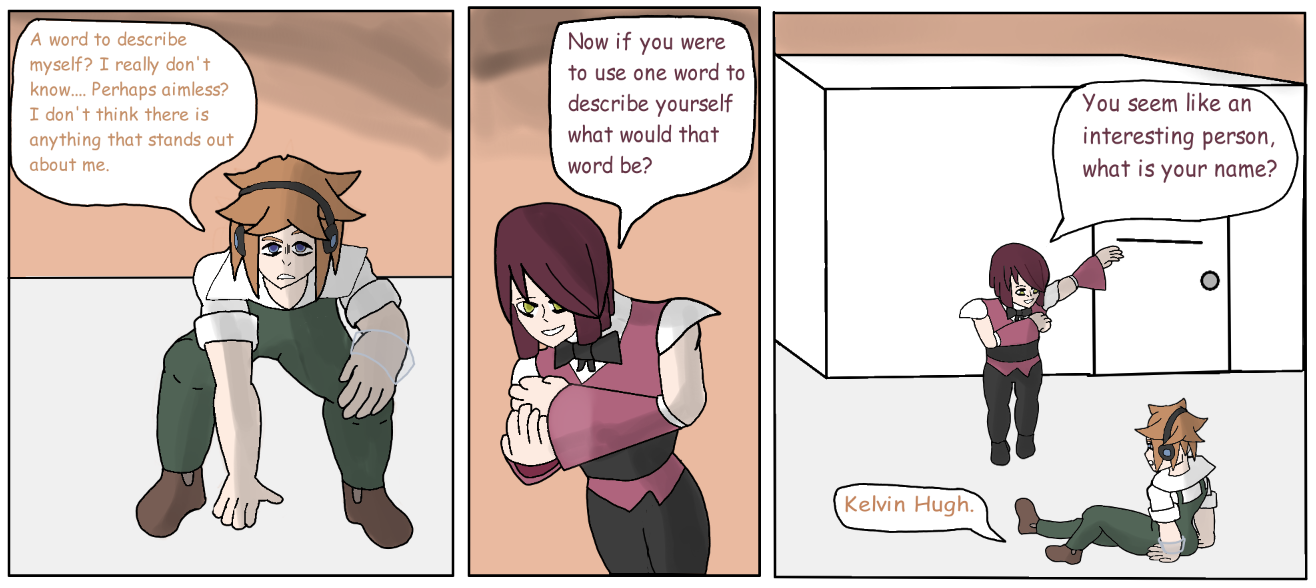 You seem like an
interesting person,
what is your name?
Kelvin Hugh.
Now if you were
to use one word to
describe yourself
what would that
word be?
A word to describe
myself? I really don't
know.... Perhaps aimless?
I don't think there is
anything that stands out
about me.